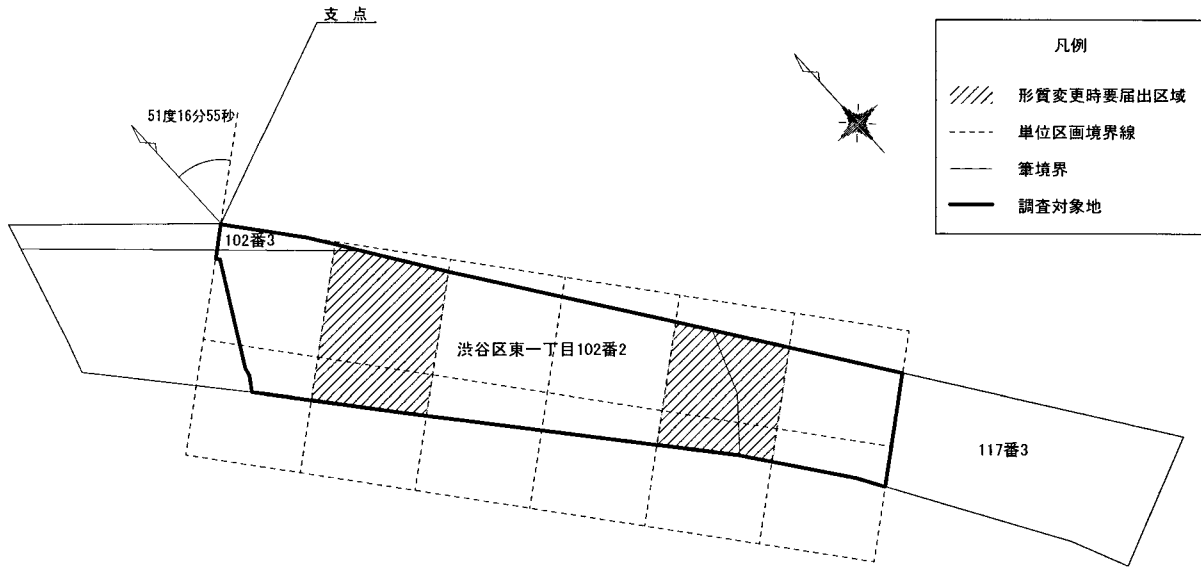 支 点
51度16分55秒
102番3
渋谷区東一丁目102番2
117番3
凡例
形質変更時要届出区域
単位区画境界線
筆境界
調査対象地